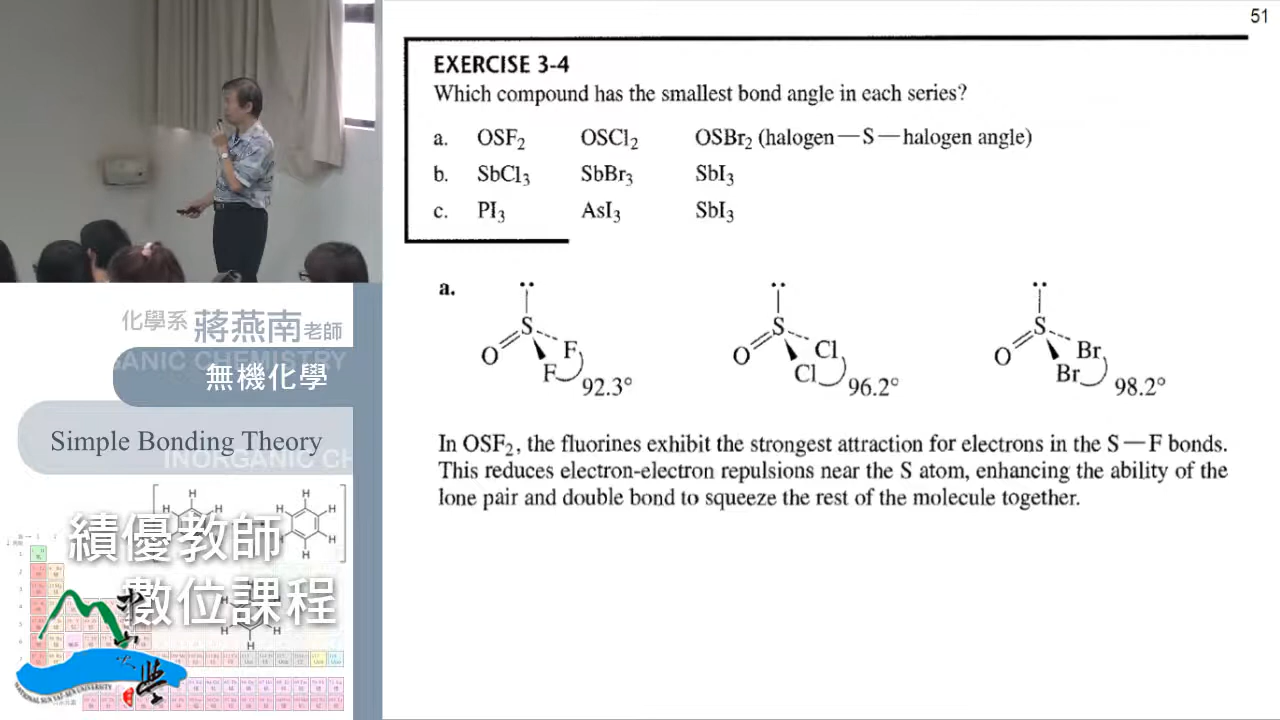 51
EXERCISE 3-4
Which compound has the smallest bond angle in each series?
a. OSF₂ OSCl₂ OSBr₂ (halogen—S—halogen angle)
b. SbCl₃ SbBr₃ SbI₃
c. PI₃ AsI₃ SbI₃
a.
S O F F 92.3°
S O Cl Cl 96.2°
S O Br Br 98.2°
In OSF₂, the fluorines exhibit the strongest attraction for electrons in the S—F bonds.
This reduces electron-electron repulsions near the S atom, enhancing the ability of the
lone pair and double bond to squeeze the rest of the molecule together.
化學系 蔣燕南老師
GANIC CHEMISTRY
無機化學
Simple Bonding Theory
INORGANIC CH
績優教師
數位課程